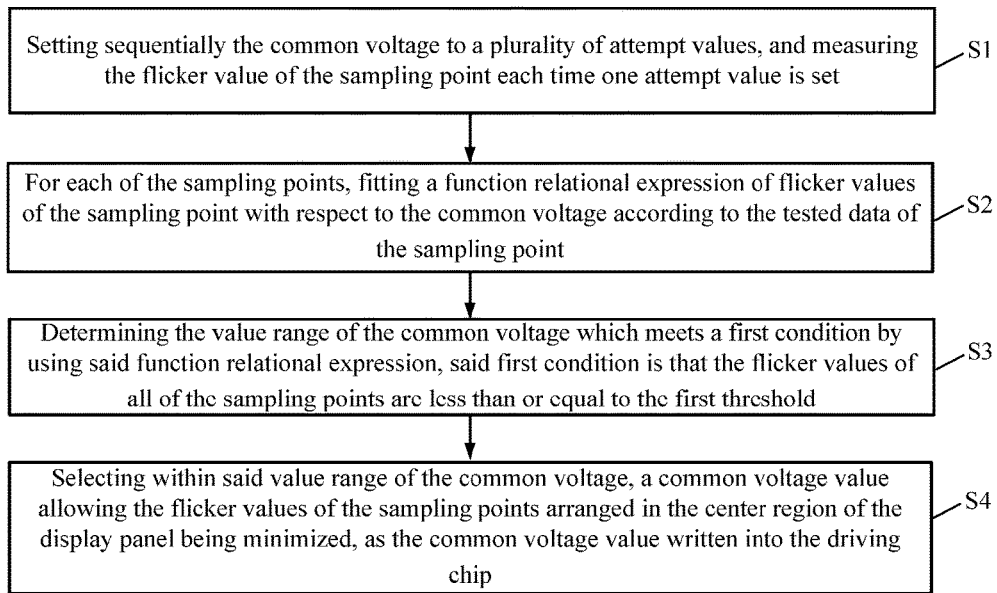 Setting sequentially the common voltage to a plurality of attempt values, and measuring
the flicker value of the sampling point each time one attempt value is set
S1
For each of the sampling points, fitting a function relational expression of flicker values
of the sampling point with respect to the common voltage according to the tested data of
the sampling point
S2
Determining the value range of the common voltage which meets a first condition by
using said function relational expression, said first condition is that the flicker values of
all of the sampling points are less than or equal to the first threshold
S3
Selecting within said value range of the common voltage, a common voltage value
allowing the flicker values of the sampling points arranged in the center region of the
display panel being minimized, as the common voltage value written into the driving
chip
S4